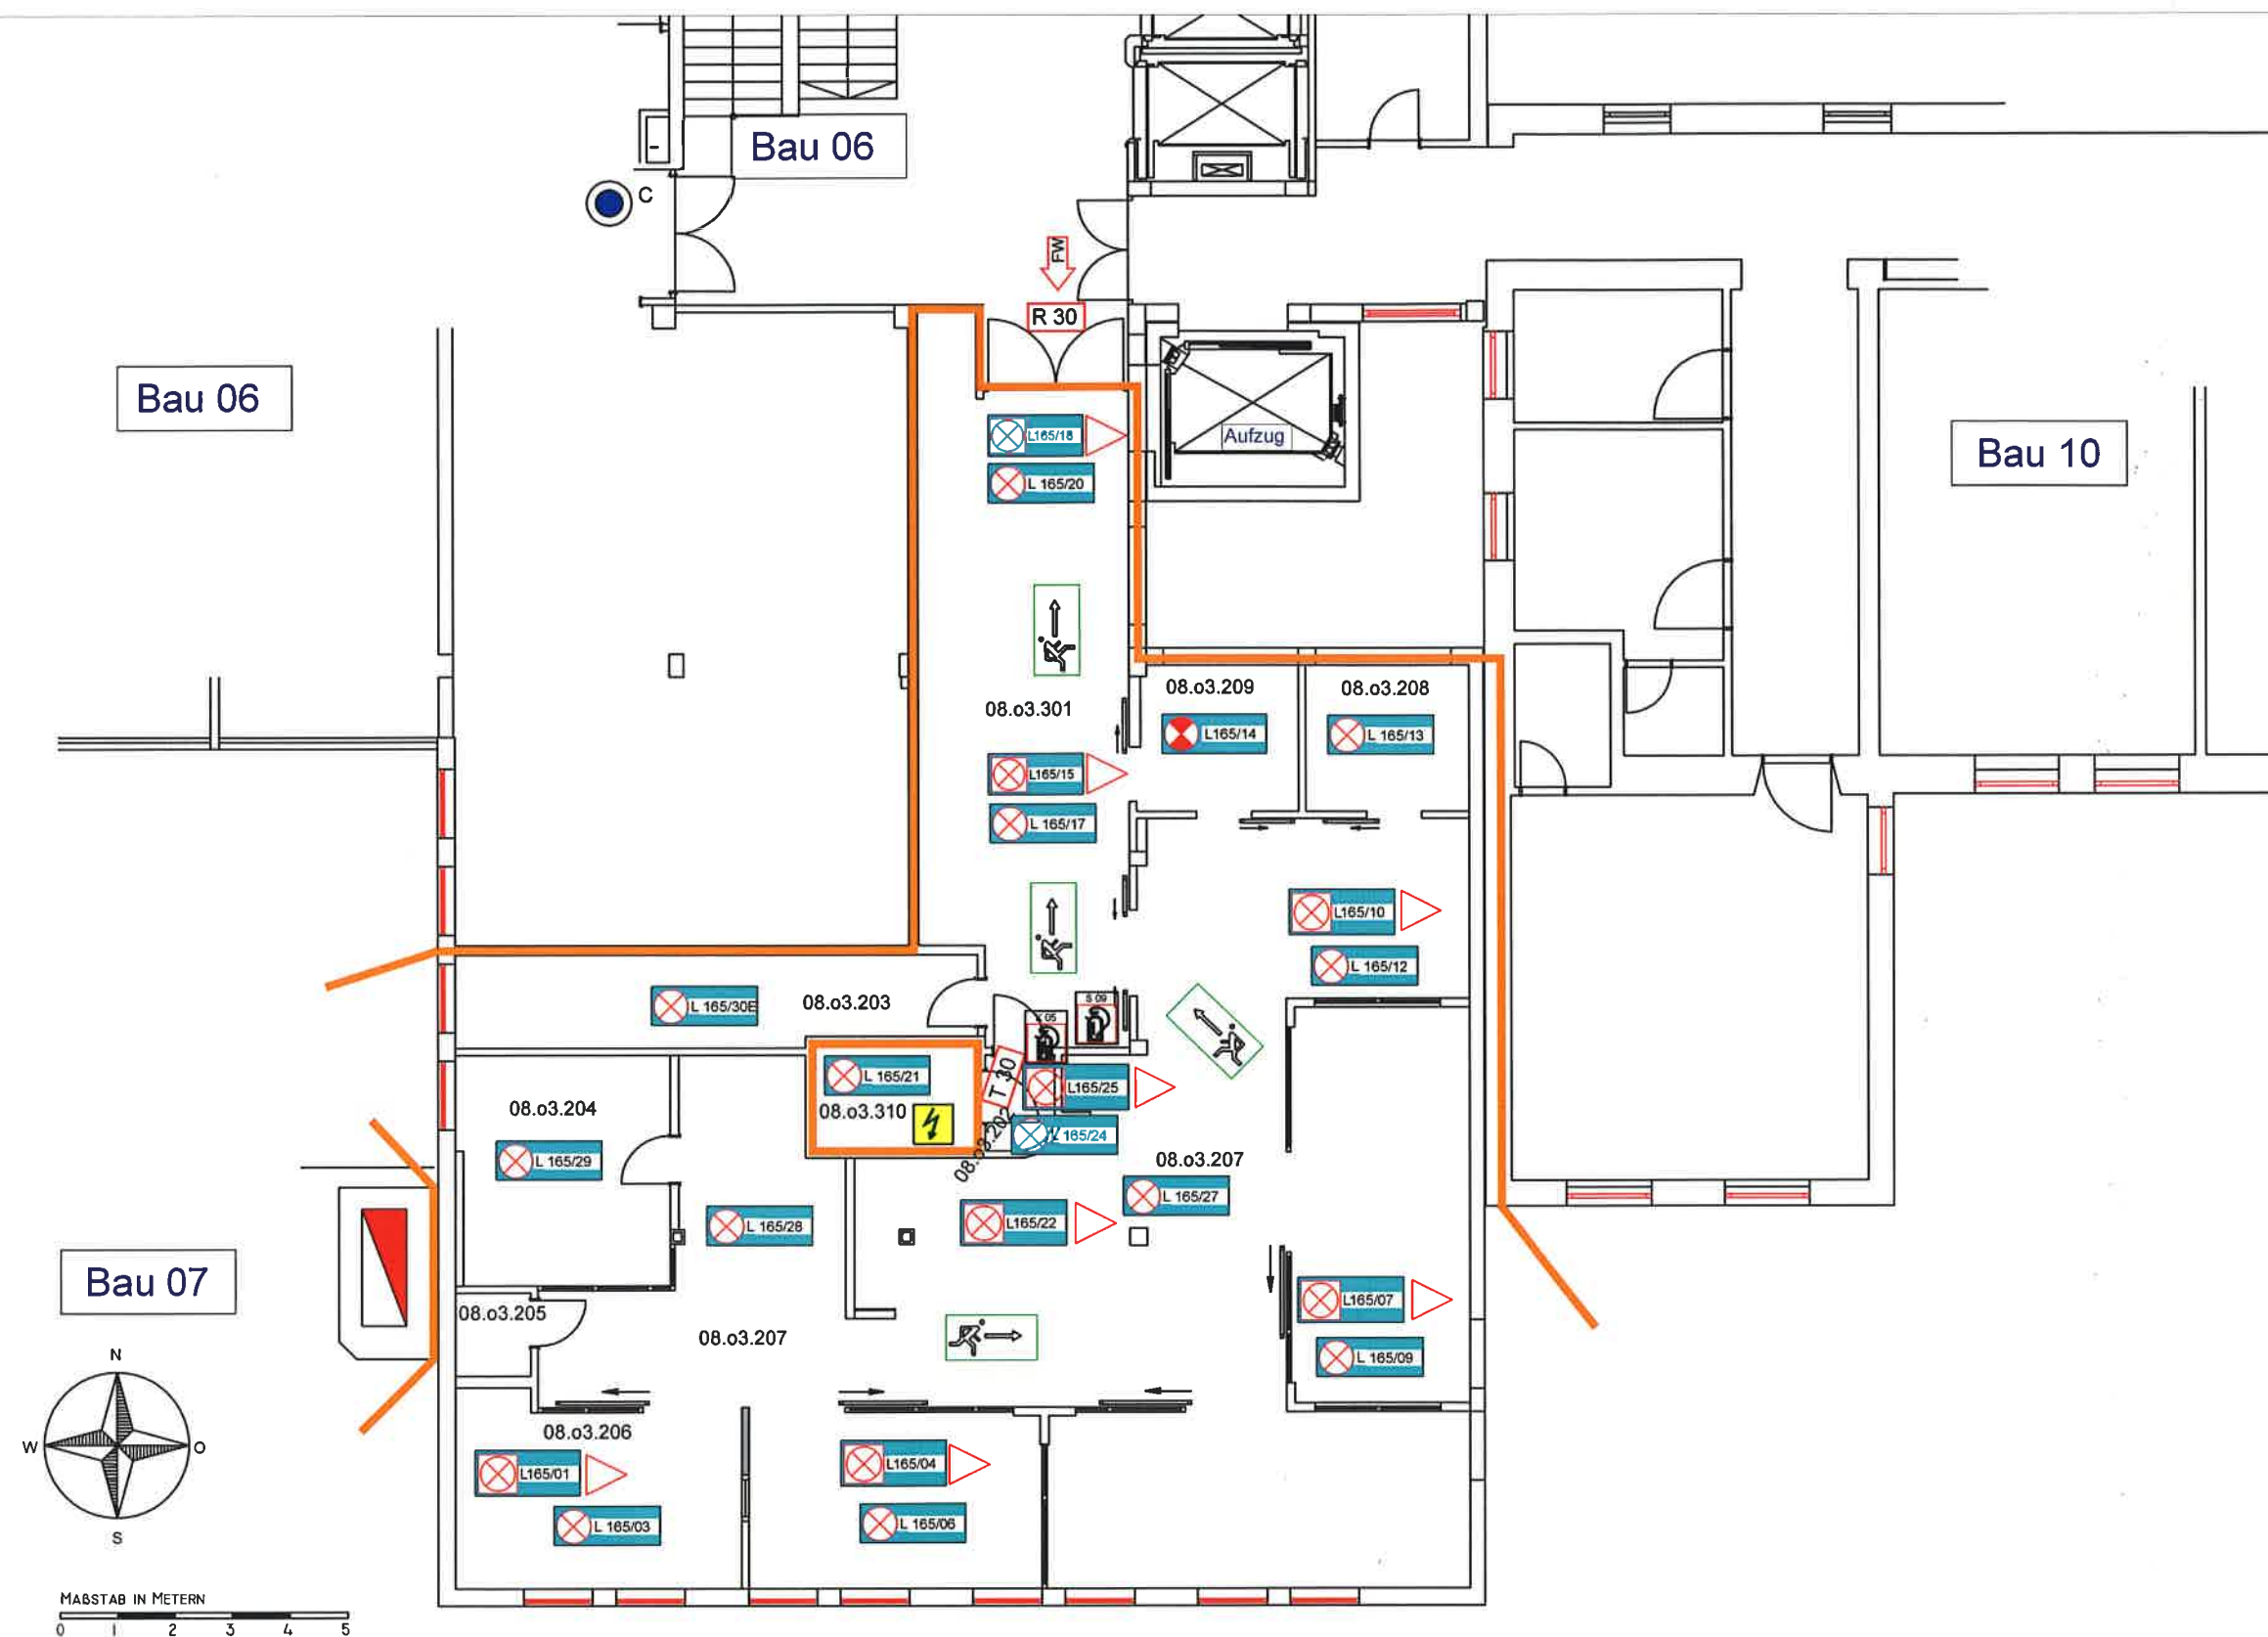 Bau 06
C
FW
R 30
Bau 06
Aufzug
Bau 10
L165/18
L 165/20
08.o3.209
08.o3.208
08.o3.301
L165/14
L 165/13
L165/15
L 165/17
L165/10
L 165/12
L 165/30E
08.o3.203
S 09
05
L 165/21
T 30
L165/25
08.o3.204
08.o3.310
08.o3.202
L 165/24
L 165/29
08.o3.207
L 165/27
L 165/28
L165/22
Bau 07
L165/07
08.o3.205
08.o3.207
L 165/09
N
W
O
S
08.o3.206
L165/01
L165/04
L 165/03
L 165/06
MAßSTAB IN METERN
0 1 2 3 4 5